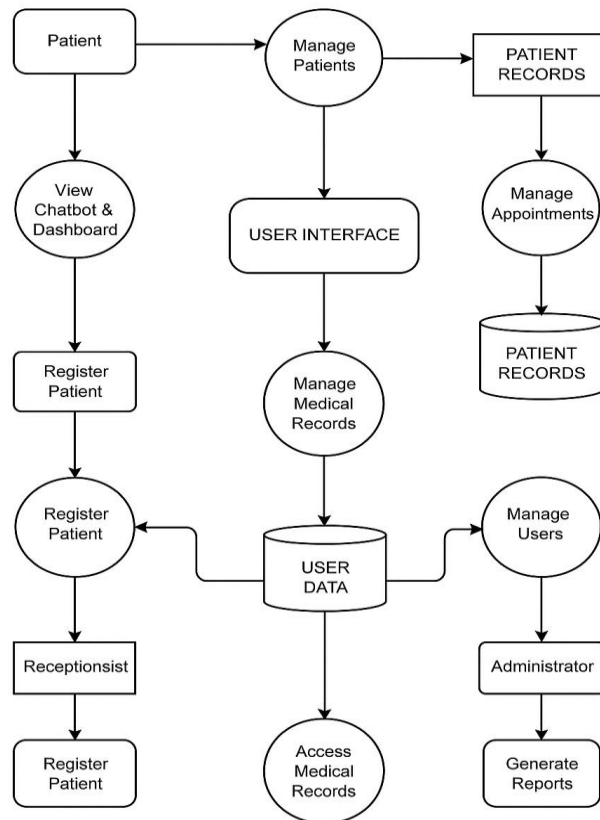 Patient
Manage
Patients
PATIENT
RECORDS
View
Chatbot &
Dashboard
USER INTERFACE
Manage
Appointments
Register
Patient
Manage
Medical
Records
PATIENT
RECORDS
Register
Patient
USER
DATA
Manage
Users
Receptionsist
Administrator
Register
Patient
Access
Medical
Records
Generate
Reports